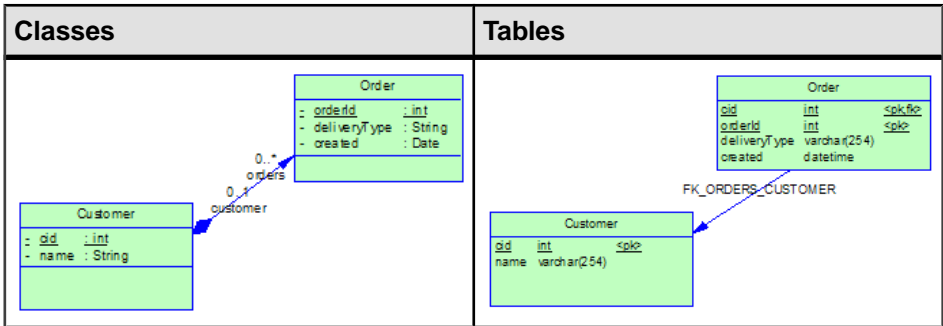 Classes
Tables
Order
- orderId : int
- deliveryType : String
- created : Date
0..*
orders
0..1
customer
Customer
- cid : int
- name : String
Order
cid int <pk,fk>
orderId int <pk>
deliveryType varchar(254)
created datetime
FK_ORDERS_CUSTOMER
Customer
cid int <pk>
name varchar(254)